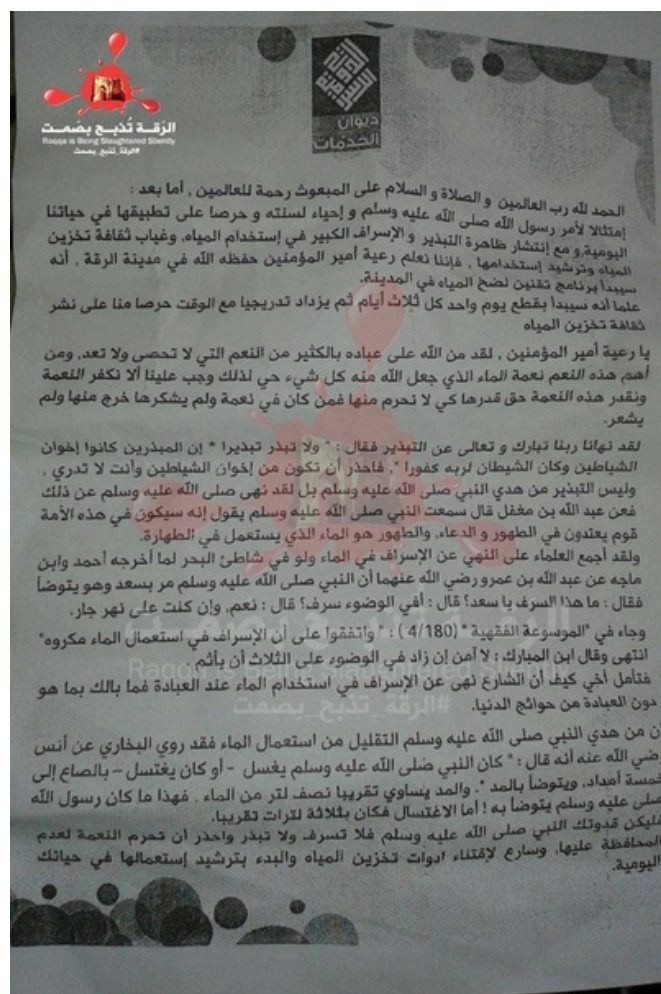 الرقة تذبح بصمت
Raqqa is Being Slaughtered Silently
#الرقة_تذبح_بصمت
الدولة الإسلامية
ديوان
الخدمات
الحمد لله رب العالمين و الصلاة و السلام على المبعوث رحمة للعالمين , أما بعد :
إمتثالا لأمر رسول الله صلى الله عليه وسلم و إحياء لسنته و حرصا على تطبيقها في حياتنا
اليومية,و مع إنتشار ظاهرة التبذير و الإسراف الكبير في إستخدام المياه, وغياب ثقافة تخزين
المياه وترشيد إستخدامها , فإننا نعلم رعية أمير المؤمنين حفظه الله في مدينة الرقة , أنه
سيبدأ برنامج تقنين لضخ المياه في المدينة.
علما أنه سيبدأ بقطع يوم واحد كل ثلاث أيام ثم يزداد تدريجيا مع الوقت حرصا منا على نشر
ثقافة تخزين المياه
يا رعية أمير المؤمنين , لقد من الله على عباده بالكثير من النعم التي لا تحصى ولا تعد, ومن
أهم هذه النعم نعمة الماء الذي جعل الله منه كل شيء حي لذلك وجب علينا ألا نكفر النعمة
ونقدر هذه النعمة حق قدرها كي لا نحرم منها فمن كان في نعمة ولم يشكرها خرج منها ولم
يشعر.
لقد نهانا ربنا تبارك و تعالى عن التبذير فقال : " ولا تبذر تبذيرا * إن المبذرين كانوا إخوان
الشياطين وكان الشيطان لربه كفورا ", فاحذر أن تكون من إخوان الشياطين وأنت لا تدري ,
وليس التبذير من هدي النبي صلى الله عليه وسلم بل لقد نهى صلى الله عليه وسلم عن ذلك
فعن عبد الله بن مغفل قال سمعت النبي صلى الله عليه وسلم يقول إنه سيكون في هذه الأمة
قوم يعتدون في الطهور و الدعاء, والطهور هو الماء الذي يستعمل في الطهارة.
ولقد أجمع العلماء على النهي عن الإسراف في الماء ولو في شاطئ البحر لما أخرجه أحمد وابن
ماجه عن عبد الله بن عمرو رضي الله عنهما أن النبي صلى الله عليه وسلم مر بسعد وهو يتوضأ
فقال : ما هذا السرف يا سعد؟ قال : أفي الوضوء سرف؟ قال : نعم, وإن كنت على نهر جار.
وجاء في "الموسوعة الفقهية " (4/180 ) : " واتفقوا على أن الإسراف في استعمال الماء مكروه"
انتهى وقال ابن المبارك : لا آمن إن زاد في الوضوء على الثلاث أن يأثم .
فتأمل أخي كيف أن الشارع نهى عن الإسراف في استخدام الماء عند العبادة فما بالك بما هو
دون العبادة من حوائج الدنيا.
الرقة تذبح بصمت
Raqqa is Being Slaughtered Silently
#الرقة_تذبح_بصمت
ن من هدي النبي صلى الله عليه وسلم التقليل من استعمال الماء فقد روي البخاري عن أنس
رضي الله عنه أنه قال : " كان النبي صلى الله عليه وسلم يغسل - أو كان يغتسل – بالصاع إلى
خمسة أمداد, ويتوضأ بالمد ", والمد يساوي تقريبا نصف لتر من الماء , فهذا ما كان رسول الله
صلى عليه وسلم يتوضأ به ! أما الاغتسال فكان بثلاثة لترات تقريبا.
فليكن قدوتك النبي صلى الله عليه وسلم فلا تسرف ولا تبذر واحذر ان تحرم النعمة لعدم
المحافظة عليها, وسارع لإقتناء ادوات تخزين المياه والبدء بترشيد إستعمالها في حياتك
اليومية.